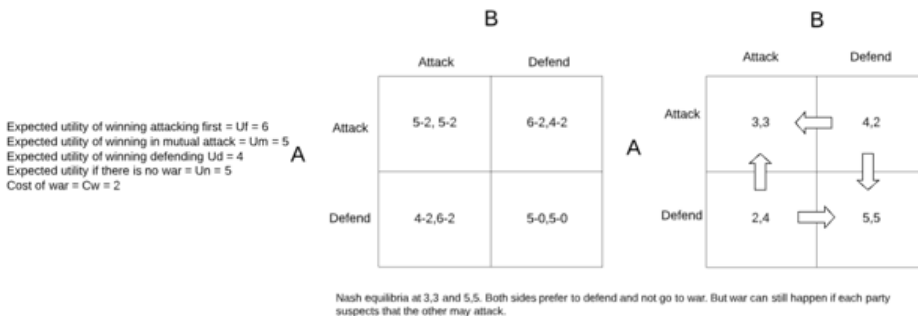 Expected utility of winning attacking first = Uf = 6
Expected utility of winning in mutual attack = Um = 5
Expected utility of winning defending Ud = 4
Expected utility if there is no war = Un = 5
Cost of war = Cw = 2
B
Attack Defend
A
Attack 5-2, 5-2 6-2,4-2
Defend 4-2,6-2 5-0,5-0
B
Attack Defend
A
Attack 3,3 4,2
Defend 2,4 5,5
Nash equilibria at 3,3 and 5,5. Both sides prefer to defend and not go to war. But war can still happen if each party
suspects that the other may attack.